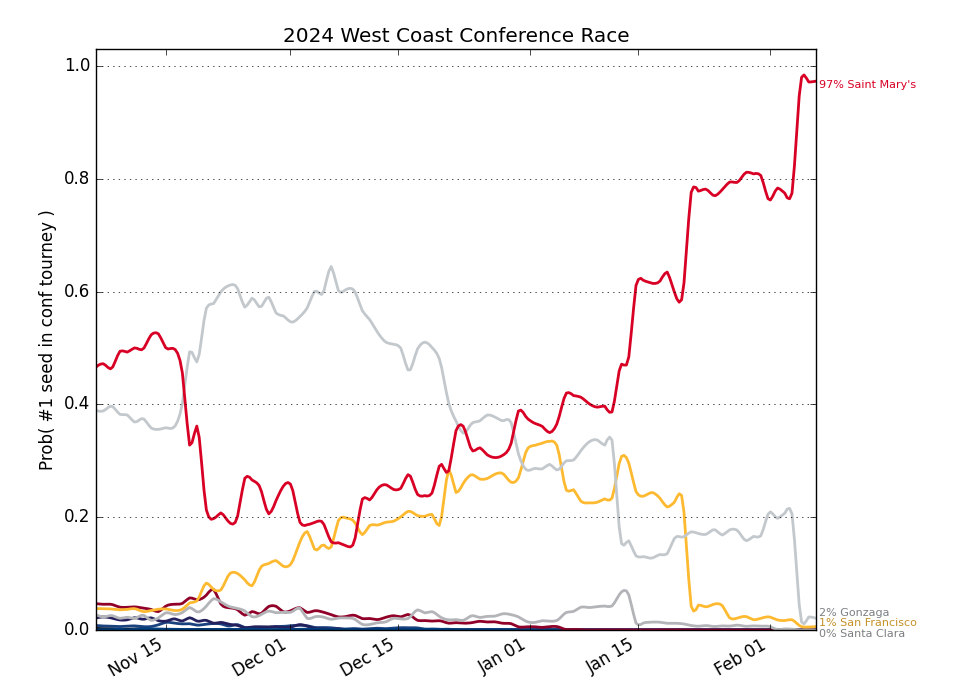 2024 West Coast Conference Race
Prob( #1 seed in conf tourney )
1.0
0.8
0.6
0.4
0.2
0.0
Nov 15
Dec 01
Dec 15
Jan 01
Jan 15
Feb 01
97% Saint Mary's
2% Gonzaga
1% San Francisco
0% Santa Clara